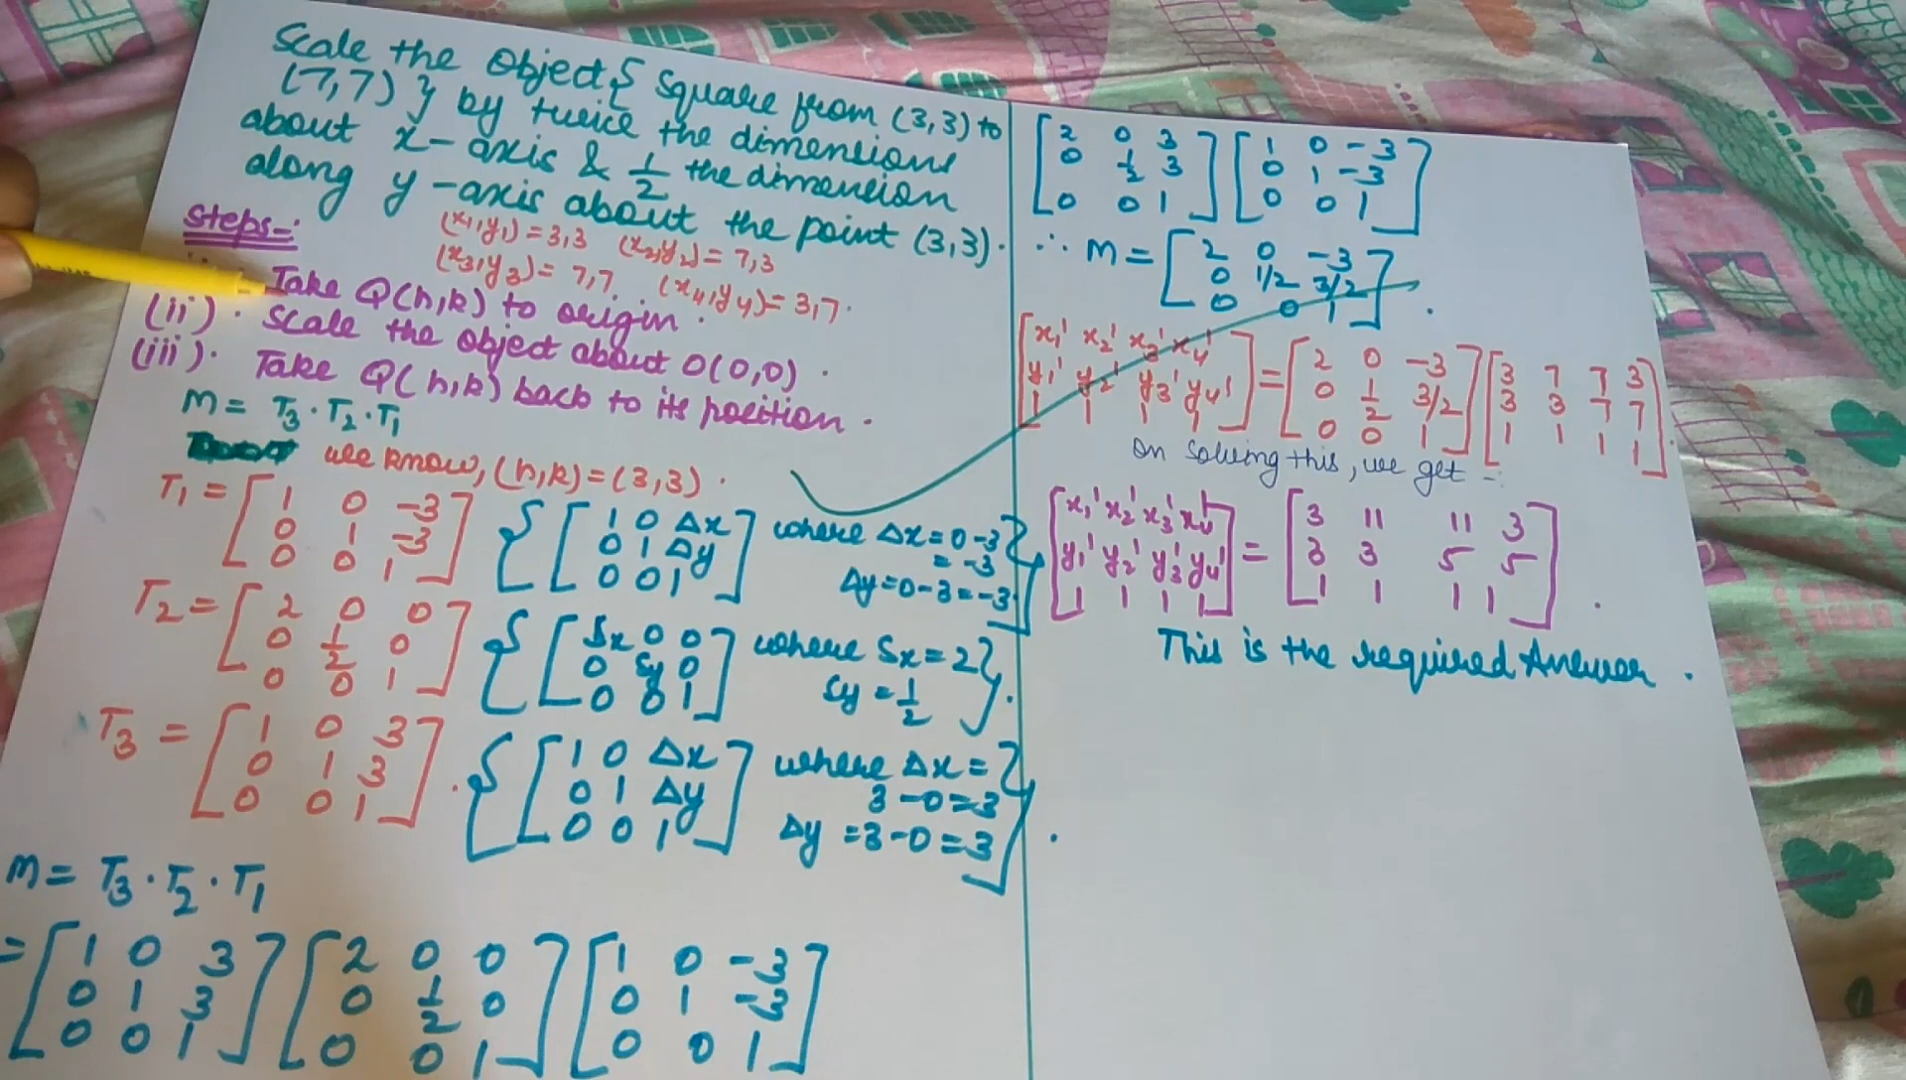 Scale the Object { Square from (3,3) to
(7,7) } by twice the dimensions
about x-axis & 1/2 the dimension
along y-axis about the point (3,3).
Steps:-
(x1,y1) = 3,3 (x2,y2) = 7,3
(x3,y3) = 7,7 (x4,y4) = 3,7.
Take Q(h,k) to origin.
(ii). Scale the object about O(0,0).
(iii). Take Q(h,k) back to its position.
M = T3 . T2 . T1
we know, (h,k) = (3,3).
T1 = [ 1 0 -3 { [ 1 0 Δx ] where Δx = 0-3 }
0 1 -3 0 1 Δy = -3
0 0 1 ] 0 0 1 ] Δy = 0-3 = -3
T2 = [ 2 0 0 { [ Sx 0 0 ] where Sx = 2 }
0 1/2 0 0 Sy 0 Sy = 1/2
0 0 1 ] 0 0 1 ] .
T3 = [ 1 0 3 { [ 1 0 Δx ] where Δx = }
0 1 3 0 1 Δy 3-0 = 3
0 0 1 ] . 0 0 1 ] Δy = 3-0 = 3 .
M = T3 . T2 . T1
= [ 1 0 3 ] [ 2 0 0 ] [ 1 0 -3 ]
0 1 3 0 1/2 0 0 1 -3
0 0 1 0 0 1 0 0 1
[ 2 0 3 ] [ 1 0 -3 ]
0 1/2 3 0 1 -3
0 0 1 0 0 1
∴ M = [ 2 0 -3 ]
0 1/2 3/2
0 0 1 .
[ x1' x2' x3' x4' ] = [ 2 0 -3 ] [ 3 7 7 3 ]
y1' y2' y3' y4' 0 1/2 3/2 3 3 7 7
1 1 1 1 0 0 1 1 1 1 1 .
On solving this, we get -
[ x1' x2' x3' x4' ] = [ 3 11 11 3 ]
y1' y2' y3' y4' 3 3 5 5
1 1 1 1 1 1 1 1 .
This is the required Answer.